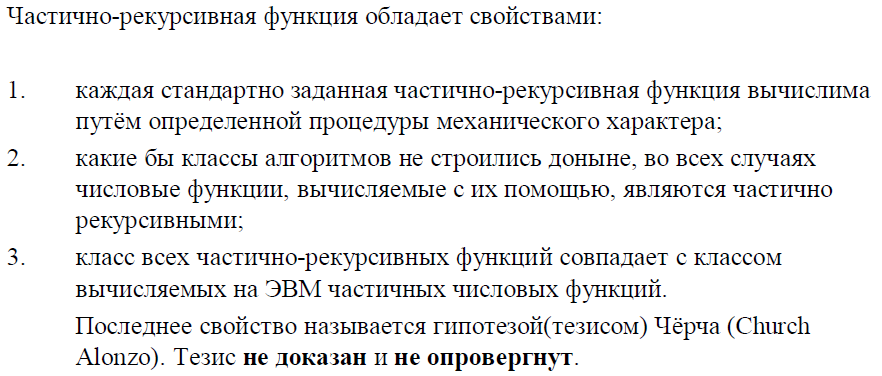 Частично-рекурсивная функция обладает свойствами:
1. каждая стандартно заданная частично-рекурсивная функция вычислима
путём определенной процедуры механического характера;
2. какие бы классы алгоритмов не строились доныне, во всех случаях
числовые функции, вычисляемые с их помощью, являются частично
рекурсивными;
3. класс всех частично-рекурсивных функций совпадает с классом
вычисляемых на ЭВМ частичных числовых функций.
Последнее свойство называется гипотезой(тезисом) Чёрча (Church
Alonzo). Тезис не доказан и не опровергнут.